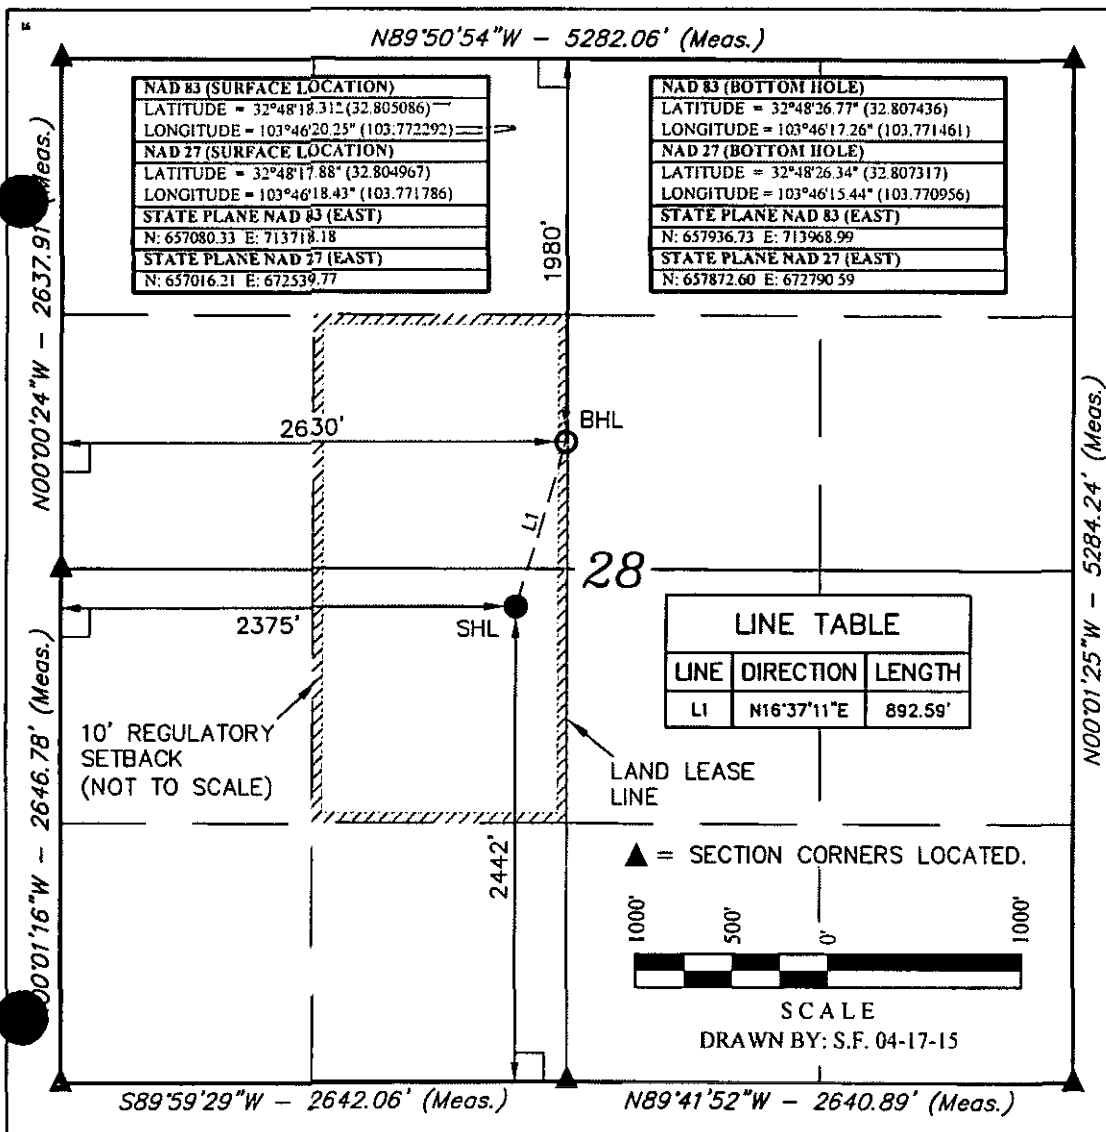 N89°50'54"W - 5282.06' (Meas.)
NAD 83 (SURFACE LOCATION)
LATITUDE = 32°48'18.31" (32.805086)
LONGITUDE = 103°46'20.25" (103.772292)
NAD 27 (SURFACE LOCATION)
LATITUDE = 32°48'17.88" (32.804967)
LONGITUDE = 103°46'18.43" (103.771786)
STATE PLANE NAD 83 (EAST)
N: 657080.33 E: 713718.18
STATE PLANE NAD 27 (EAST)
N: 657016.21 E: 672539.77
NAD 83 (BOTTOM HOLE)
LATITUDE = 32°48'26.77" (32.807436)
LONGITUDE = 103°46'17.26" (103.771461)
NAD 27 (BOTTOM HOLE)
LATITUDE = 32°48'26.34" (32.807317)
LONGITUDE = 103°46'15.44" (103.770956)
STATE PLANE NAD 83 (EAST)
N: 657936.73 E: 713968.99
STATE PLANE NAD 27 (EAST)
N: 657872.60 E: 672790.59
1980'
N00°00'24"W - 2637.91' (Meas.)
2630'
BHL
L1
28
2375'
SHL
N00°01'25"W - 5284.24' (Meas.)
LINE TABLE
LINE DIRECTION LENGTH
L1 N16°37'11"E 892.59'
10' REGULATORY
SETBACK
(NOT TO SCALE)
LAND LEASE
LINE
00°01'16"W - 2646.78' (Meas.)
2442'
▲ = SECTION CORNERS LOCATED.
1000' 500' 0' 1000'
SCALE
DRAWN BY: S.F. 04-17-15
S89°59'29"W - 2642.06' (Meas.)
N89°41'52"W - 2640.89' (Meas.)